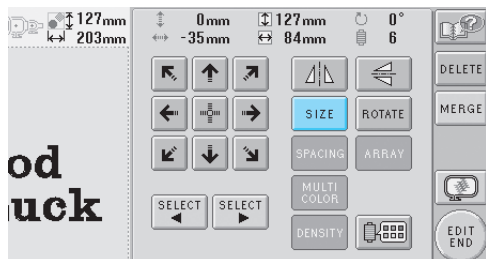 127mm 0mm 127mm 0°
203mm -35mm 84mm 6
DELETE
SIZE ROTATE MERGE
SPACING ARRAY
od
MULTI
COLOR
uck
SELECT SELECT
DENSITY
EDIT
END